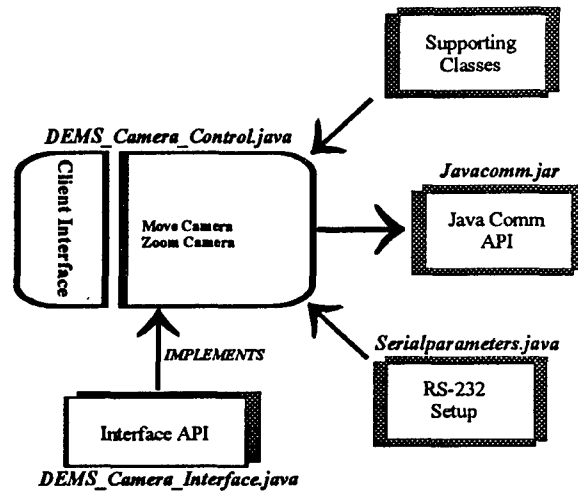 Supporting
Classes
DEMS_Camera_Control.java
Client Interface
Move Camera
Zoom Camera
Javacomm.jar
Java Comm
API
IMPLEMENTS
Serialparameters.java
RS-232
Setup
Interface API
DEMS_Camera_Interface.java